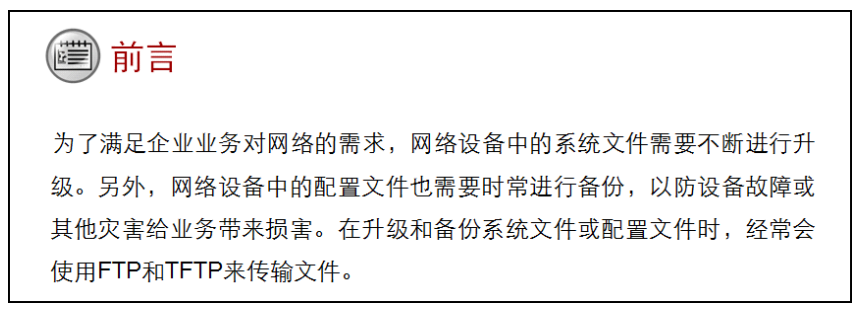 前言
为了满足企业业务对网络的需求，网络设备中的系统文件需要不断进行升
级。另外，网络设备中的配置文件也需要时常进行备份，以防设备故障或
其他灾害给业务带来损害。在升级和备份系统文件或配置文件时，经常会
使用FTP和TFTP来传输文件。